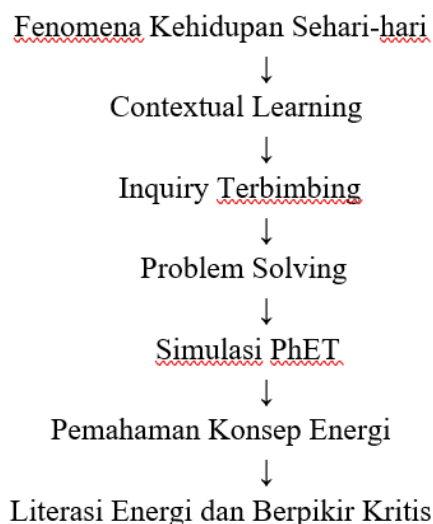 Fenomena Kehidupan Sehari-hari
↓
Contextual Learning
↓
Inquiry Terbimbing
↓
Problem Solving
↓
Simulasi PhET
↓
Pemahaman Konsep Energi
↓
Literasi Energi dan Berpikir Kritis